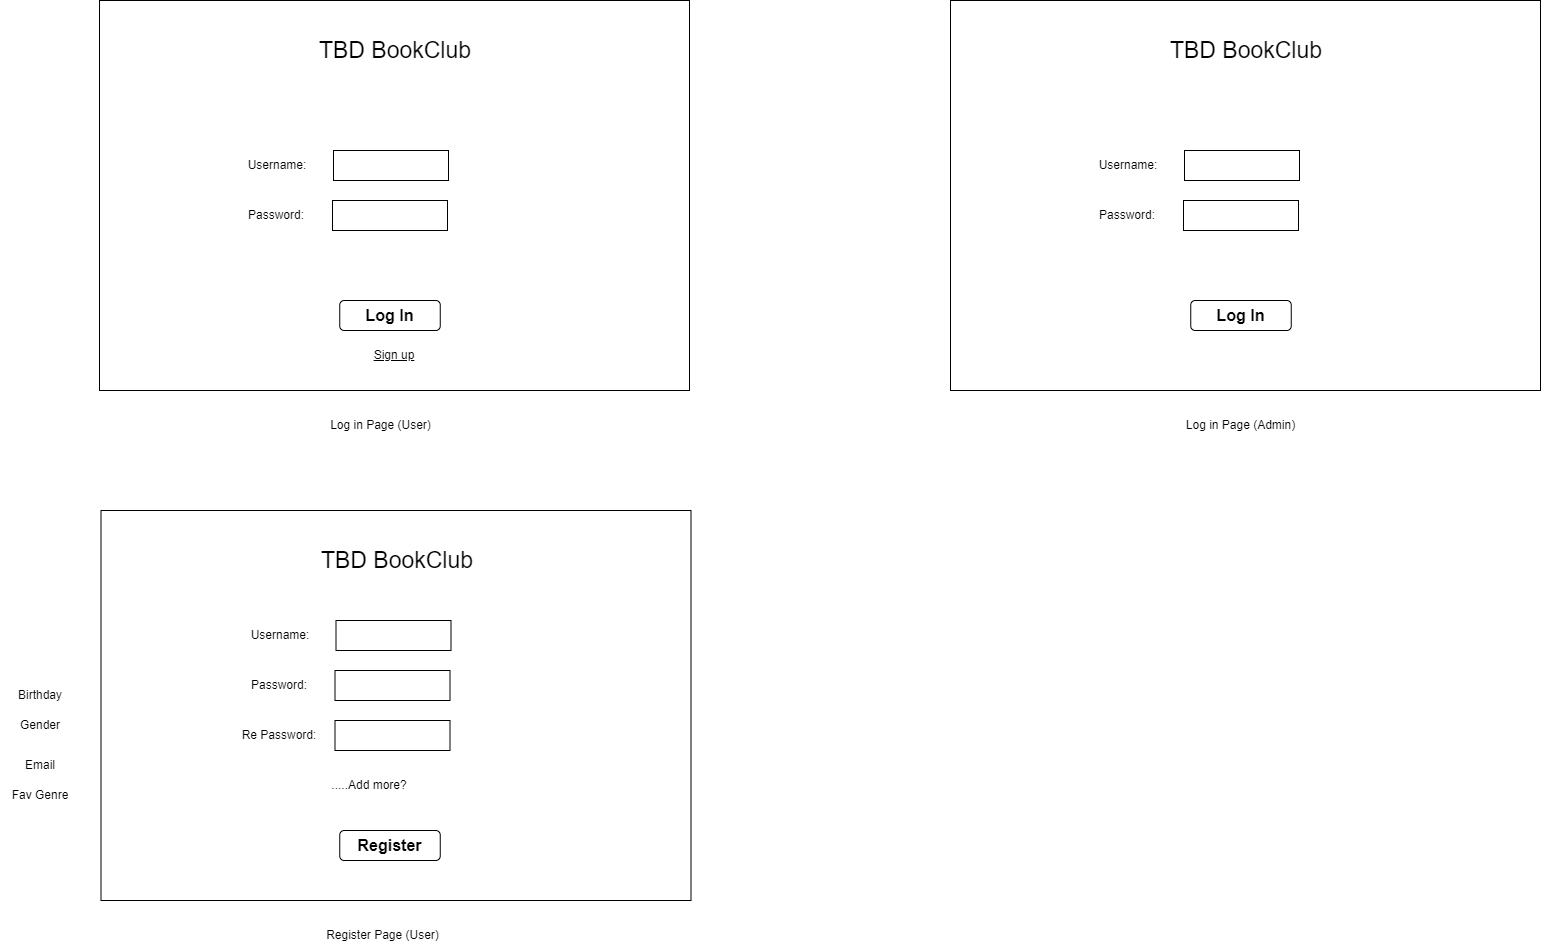 TBD BookClub
Username:
Password:
Log In
Sign up
Log in Page (User)
TBD BookClub
Username:
Password:
Log In
Log in Page (Admin)
TBD BookClub
Username:
Password:
Re Password:
.....Add more?
Register
Register Page (User)
Birthday
Gender
Email
Fav Genre